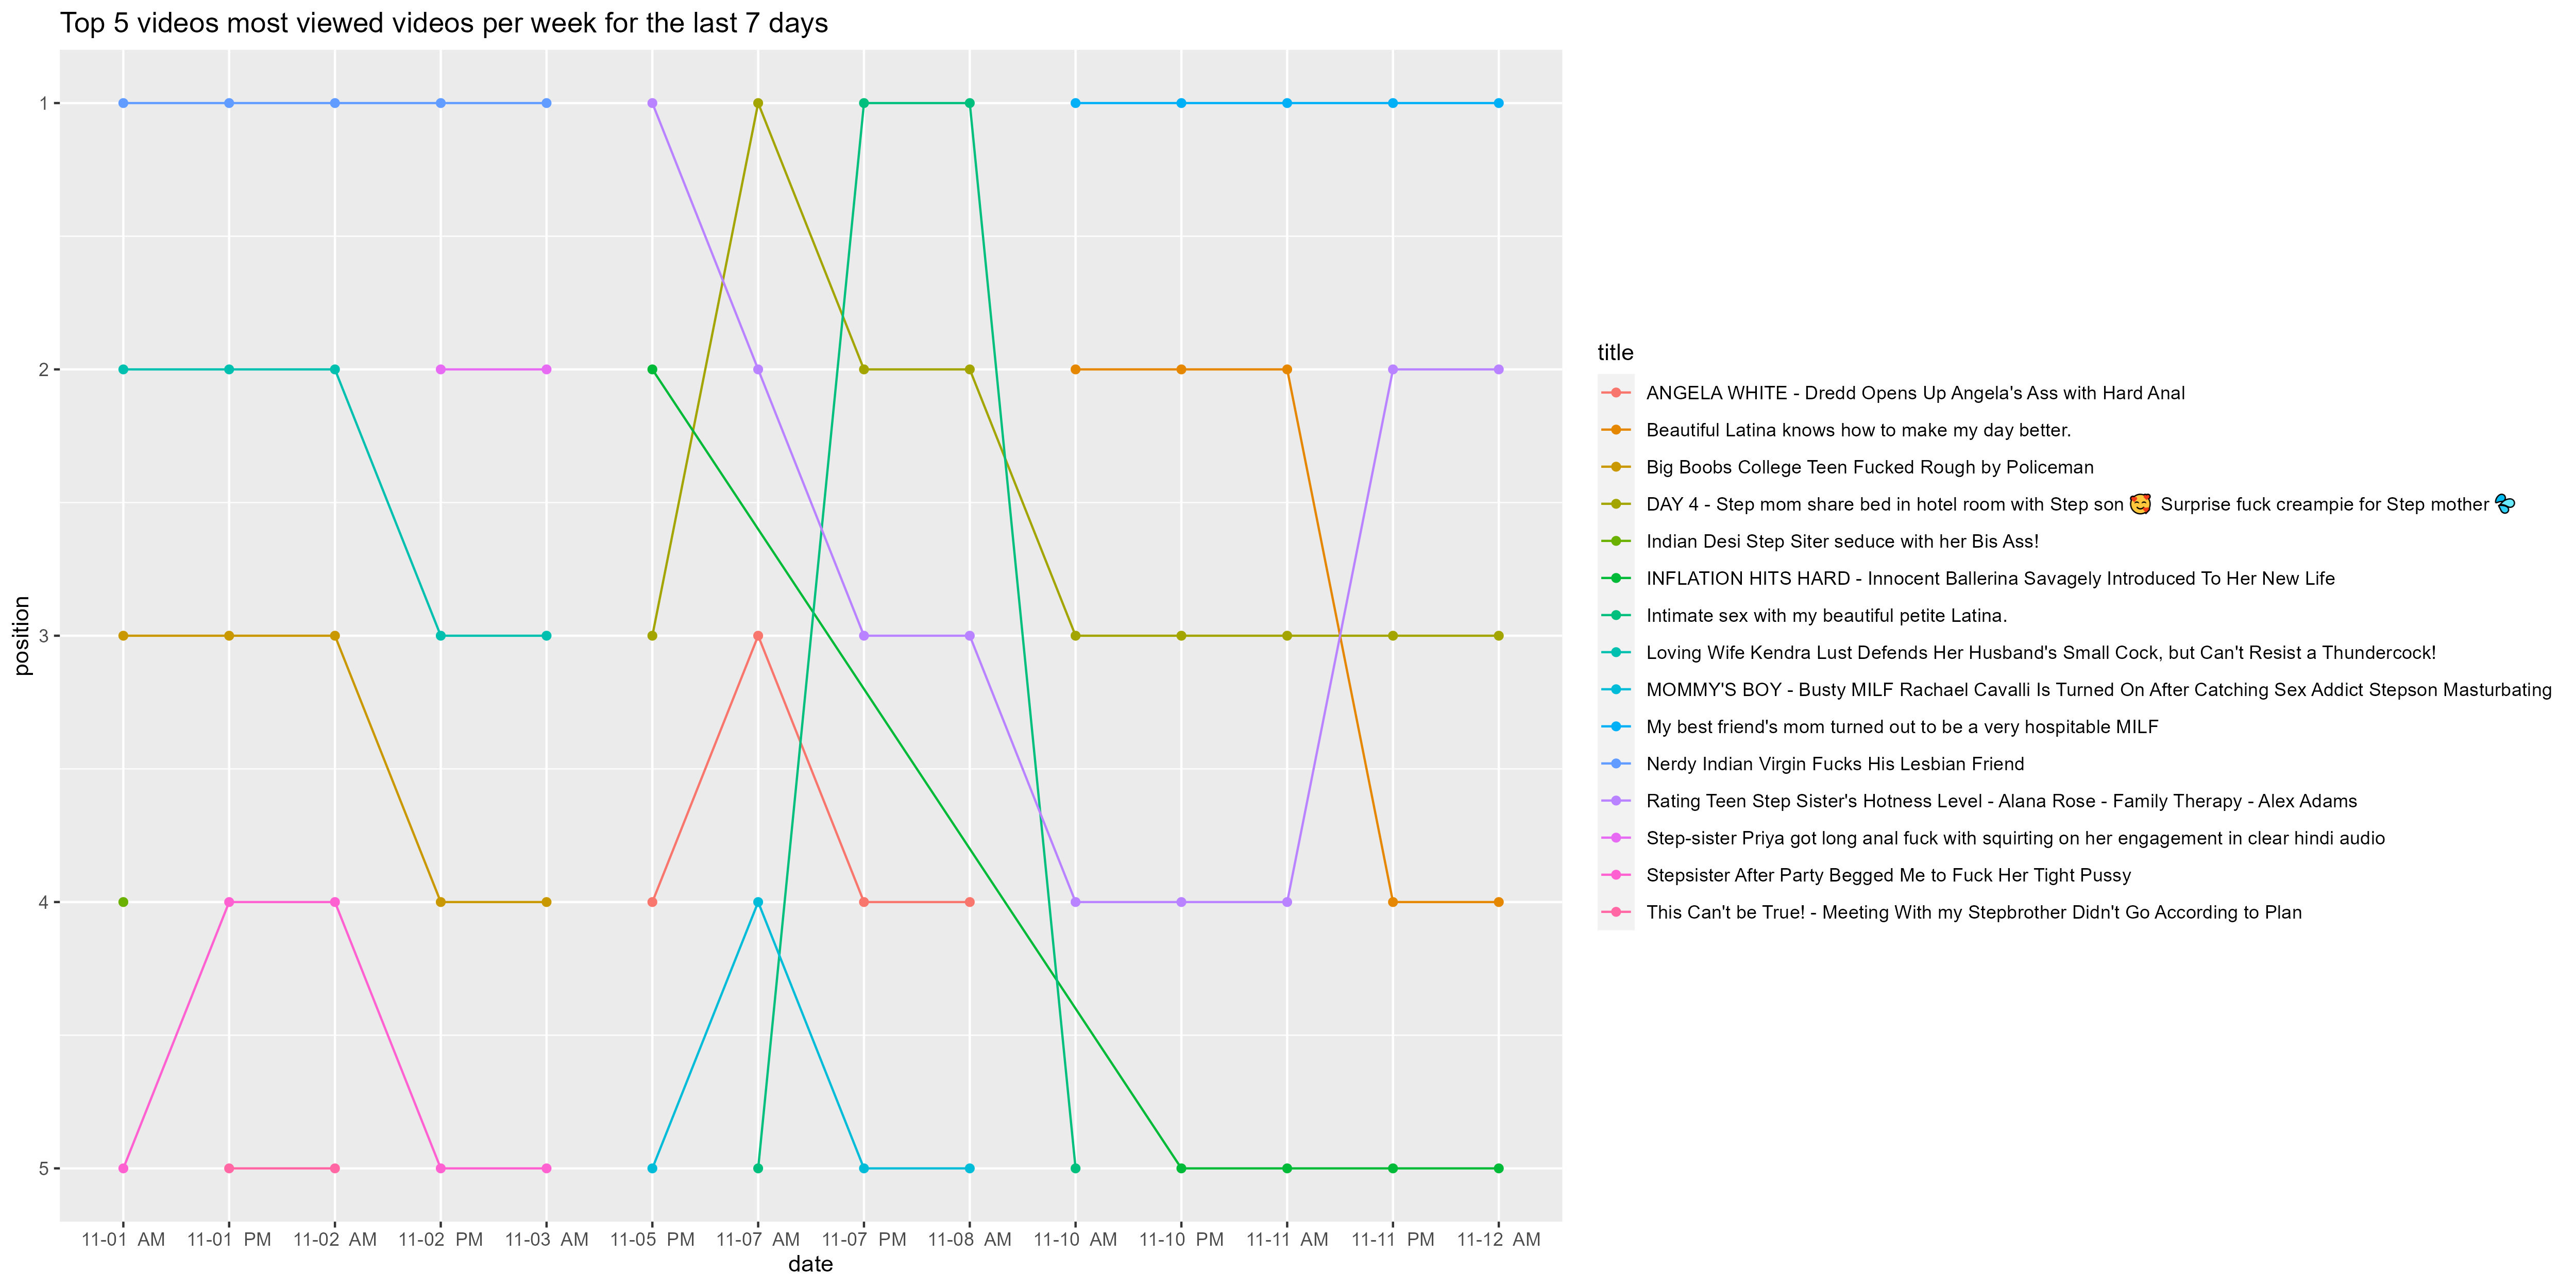 Top 5 videos most viewed videos per week for the last 7 days
position
1
2
3
4
5
11-01 AM
11-01 PM
11-02 AM
11-02 PM
11-03 AM
11-05 PM
11-07 AM
11-07 PM
11-08 AM
11-10 AM
11-10 PM
11-11 AM
11-11 PM
11-12 AM
date
title
ANGELA WHITE - Dredd Opens Up Angela's Ass with Hard Anal
Beautiful Latina knows how to make my day better.
Big Boobs College Teen Fucked Rough by Policeman
DAY 4 - Step mom share bed in hotel room with Step son 🥰 Surprise fuck creampie for Step mother 💦
Indian Desi Step Siter seduce with her Bis Ass!
INFLATION HITS HARD - Innocent Ballerina Savagely Introduced To Her New Life
Intimate sex with my beautiful petite Latina.
Loving Wife Kendra Lust Defends Her Husband's Small Cock, but Can't Resist a Thundercock!
MOMMY'S BOY - Busty MILF Rachael Cavalli Is Turned On After Catching Sex Addict Stepson Masturbating
My best friend's mom turned out to be a very hospitable MILF
Nerdy Indian Virgin Fucks His Lesbian Friend
Rating Teen Step Sister's Hotness Level - Alana Rose - Family Therapy - Alex Adams
Step-sister Priya got long anal fuck with squirting on her engagement in clear hindi audio
Stepsister After Party Begged Me to Fuck Her Tight Pussy
This Can't be True! - Meeting With my Stepbrother Didn't Go According to Plan